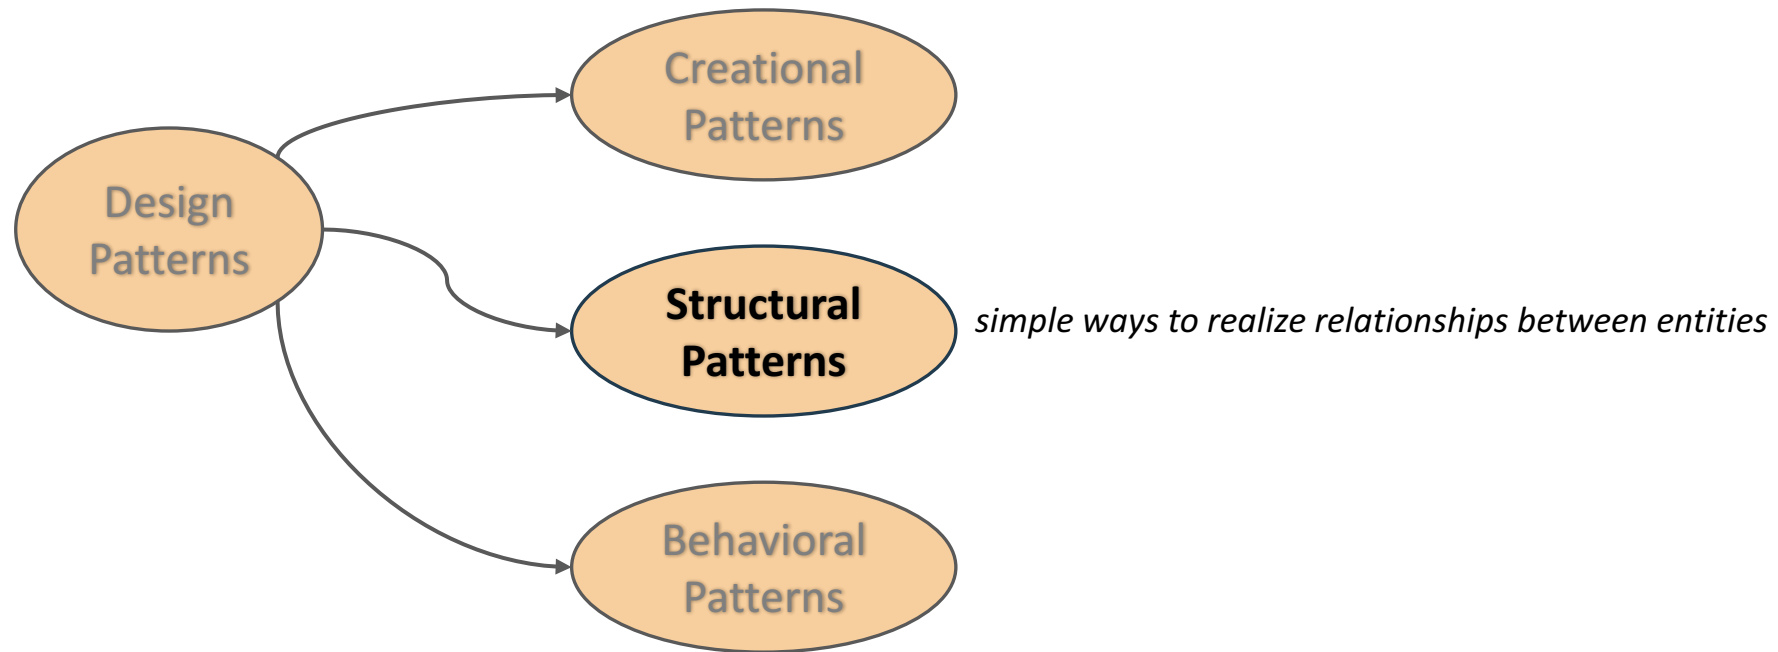 Creational
Patterns
Design
Patterns
Structural
Patterns
simple ways to realize relationships between entities
Behavioral
Patterns